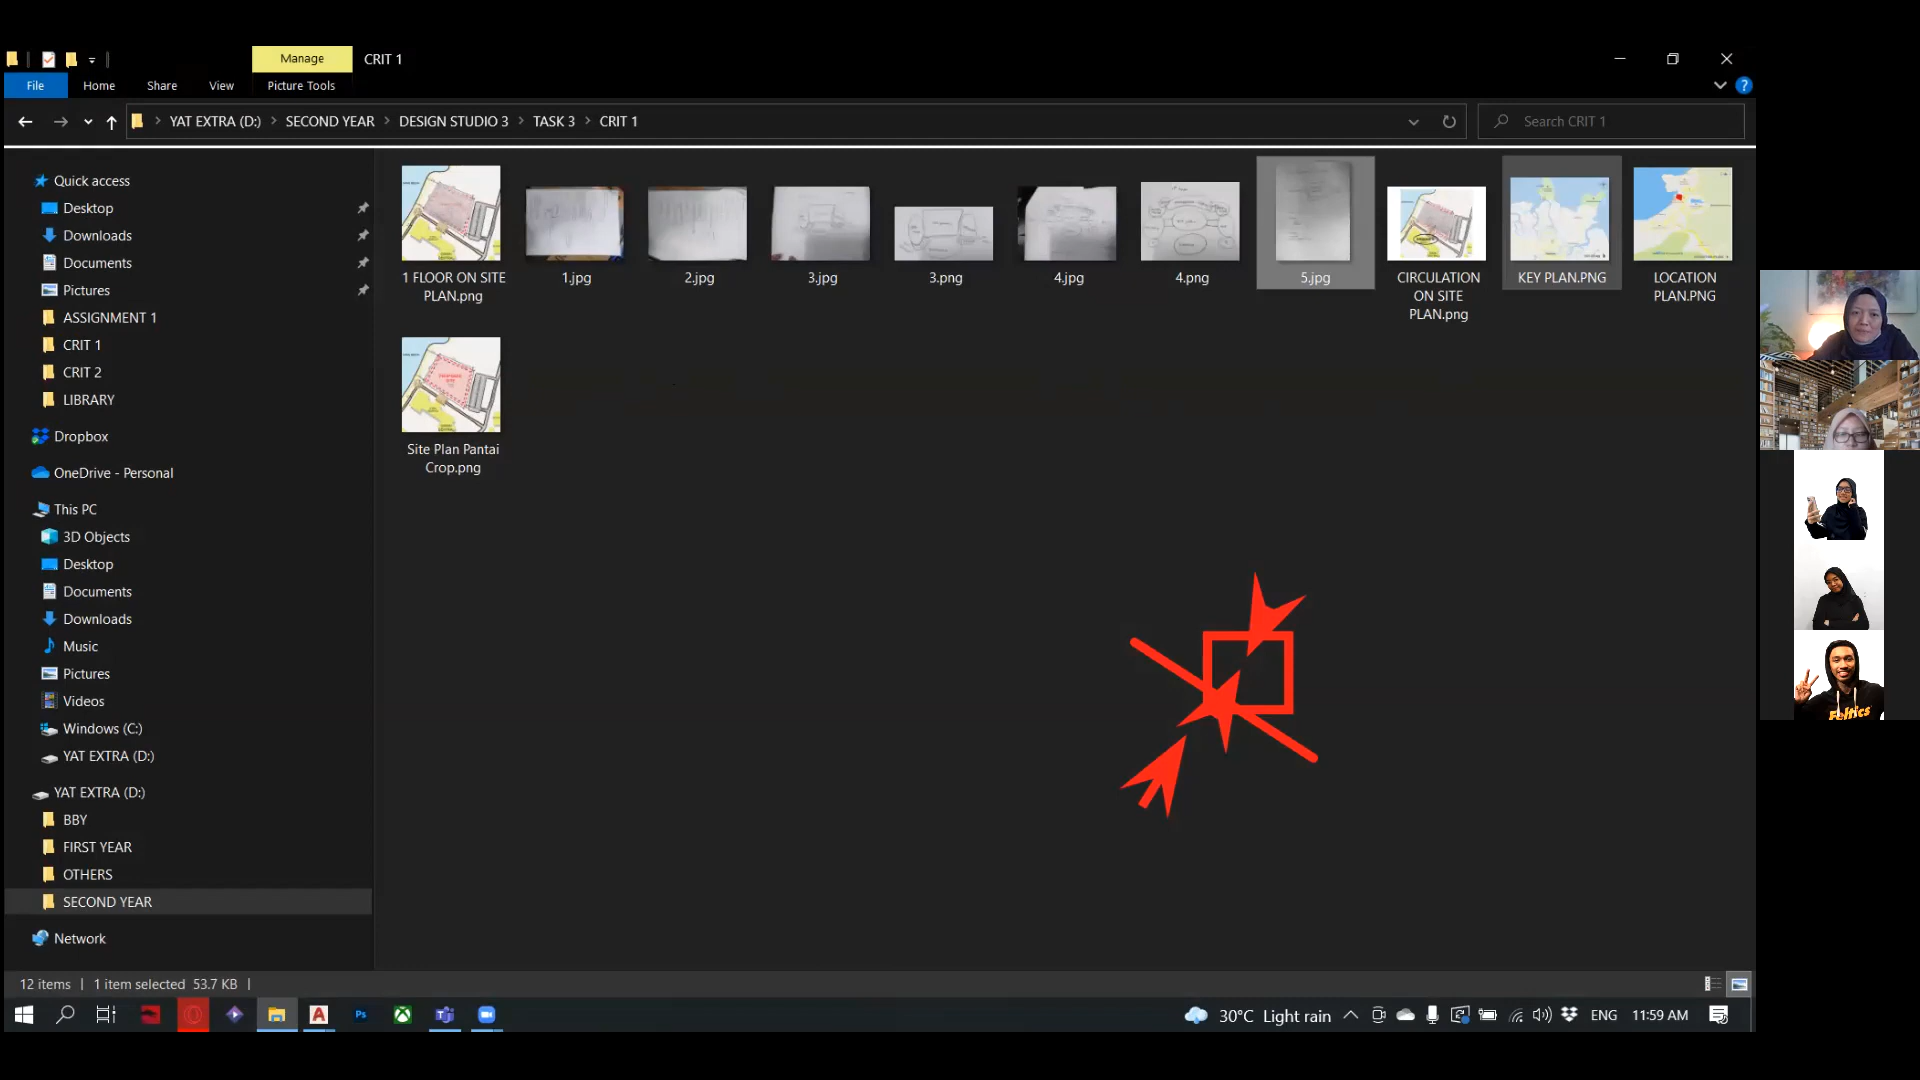 Manage
CRIT 1
File
Home
Share
View
Picture Tools
YAT EXTRA (D:) > SECOND YEAR > DESIGN STUDIO 3 > TASK 3 > CRIT 1
Search CRIT 1
Quick access
Desktop
Downloads
Documents
Pictures
ASSIGNMENT 1
CRIT 1
CRIT 2
LIBRARY
Dropbox
OneDrive - Personal
This PC
3D Objects
Desktop
Documents
Downloads
Music
Pictures
Videos
Windows (C:)
YAT EXTRA (D:)
YAT EXTRA (D:)
BBY
FIRST YEAR
OTHERS
SECOND YEAR
Network
1 FLOOR ON SITE
PLAN.png
1.jpg
2.jpg
3.jpg
3.png
4.jpg
4.png
5.jpg
CIRCULATION
ON SITE
PLAN.png
KEY PLAN.PNG
LOCATION
PLAN.PNG
Site Plan Pantai
Crop.png
Feltics
12 items
1 item selected 53.7 KB
Ps
30°C Light rain
ENG
11:59 AM